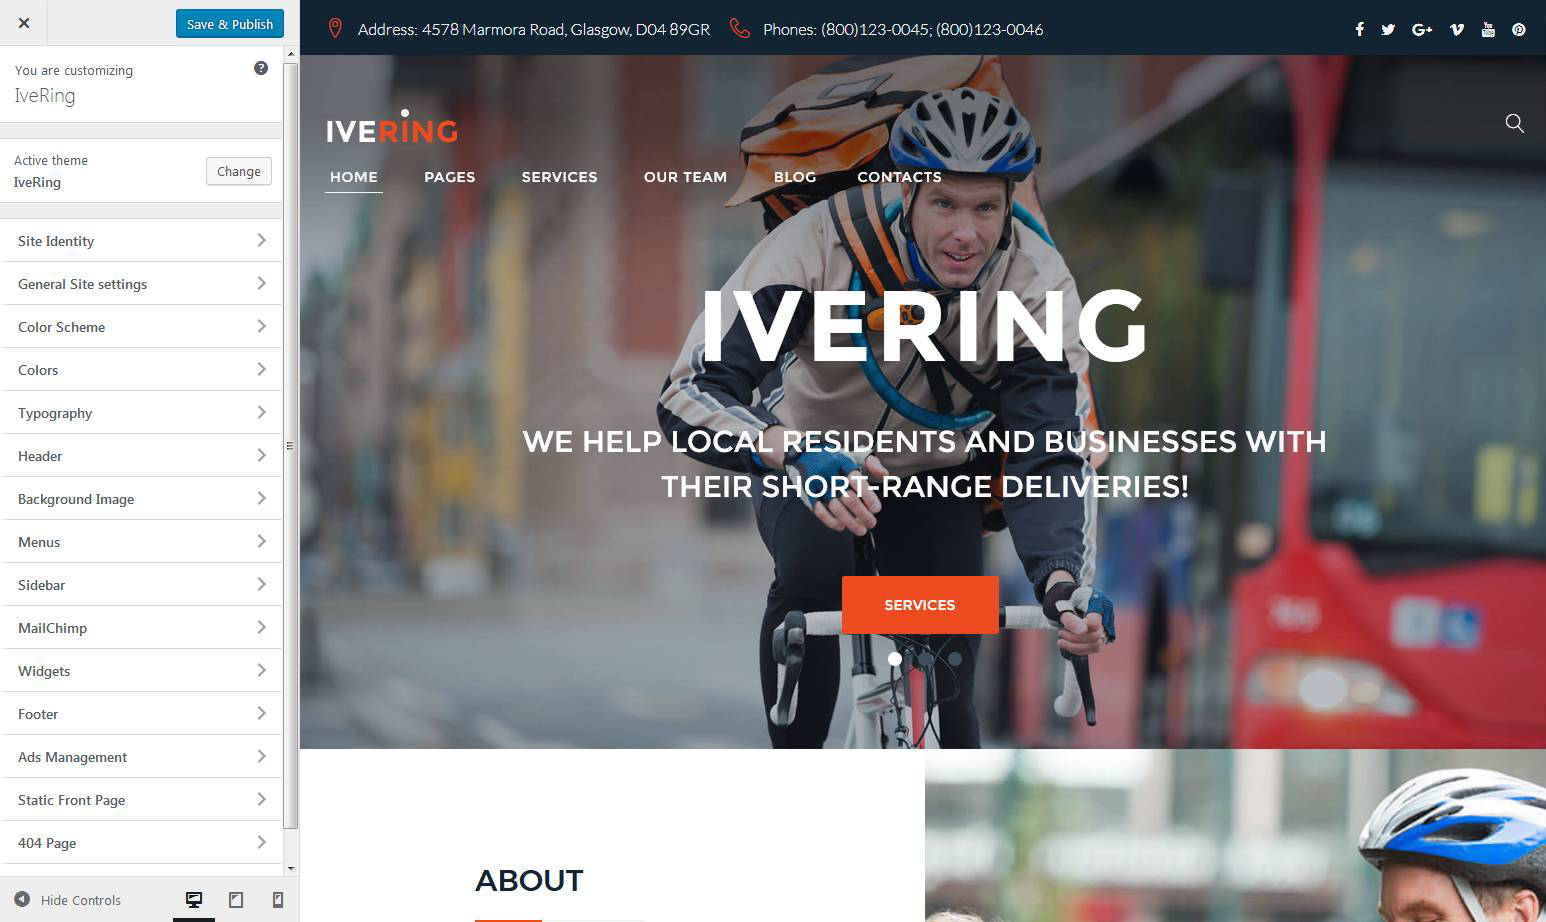 Save & Publish
You are customizing
IveRing
Active theme
IveRing
Change
Site Identity
General Site settings
Color Scheme
Colors
Typography
Header
Background Image
Menus
Sidebar
MailChimp
Widgets
Footer
Ads Management
Static Front Page
404 Page
Hide Controls
Address: 4578 Marmora Road, Glasgow, D04 89GR
Phones: (800)123-0045; (800)123-0046
IVERING
HOME
PAGES
SERVICES
OUR TEAM
BLOG
CONTACTS
IVERING
WE HELP LOCAL RESIDENTS AND BUSINESSES WITH
THEIR SHORT-RANGE DELIVERIES!
SERVICES
ABOUT